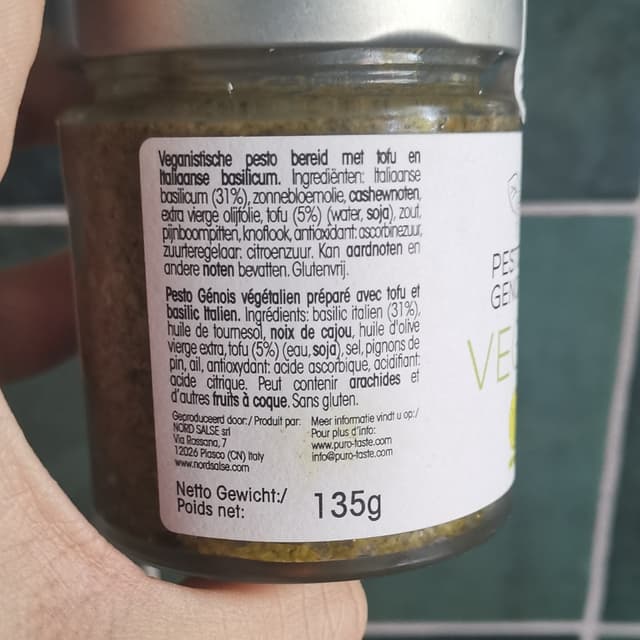 Veganistische pesto bereid met tofu en
Italiaanse basilicum. Ingrediënten: Italiaanse
basilicum (31%), zonnebloemolie, cashewnoten,
extra vierge olijfolie, tofu (5%) (water, soja), zout,
pijnboompitten, knoflook, antioxidant: ascorbinezuur,
zuurteregelaar: citroenzuur. Kan aardnoten en
andere noten bevatten. Glutenvrij.
Pesto Génois végétalien préparé avec tofu et
basilic Italien. Ingrédients: basilic italien (31%),
huile de tournesol, noix de cajou, huile d'olive
vierge extra, tofu (5%) (eau, soja), sel, pignons de
pin, ail, antioxydant: acide ascorbique, acidifiant:
acide citrique. Peut contenir arachides et
d'autres fruits à coque. Sans gluten.
Geproduceerd door:/ Produit par:
NORD SALSE srl
Via Rossana, 7
12026 Piasco (CN) Italy
www.nordsalse.com
Meer informatie vindt u op:/
Pour plus d'info:
www.puro-taste.com
info@puro-taste.com
Netto Gewicht:/
Poids net:
135g
PEST
GEN
VE